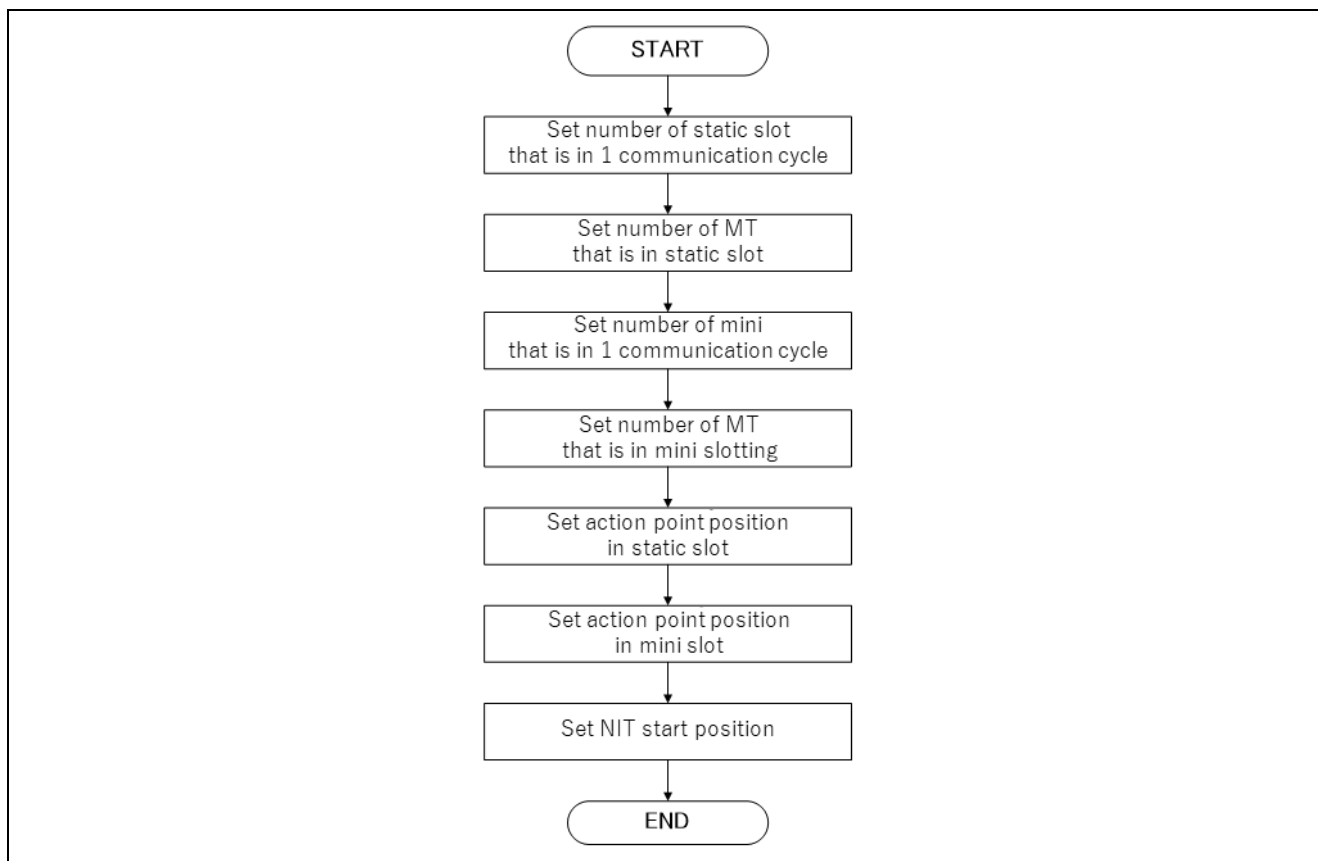 START
Set number of static slot
that is in 1 communication cycle
Set number of MT
that is in static slot
Set number of mini
that is in 1 communication cycle
Set number of MT
that is in mini slotting
Set action point position
in static slot
Set action point position
in mini slot
Set NIT start position
END